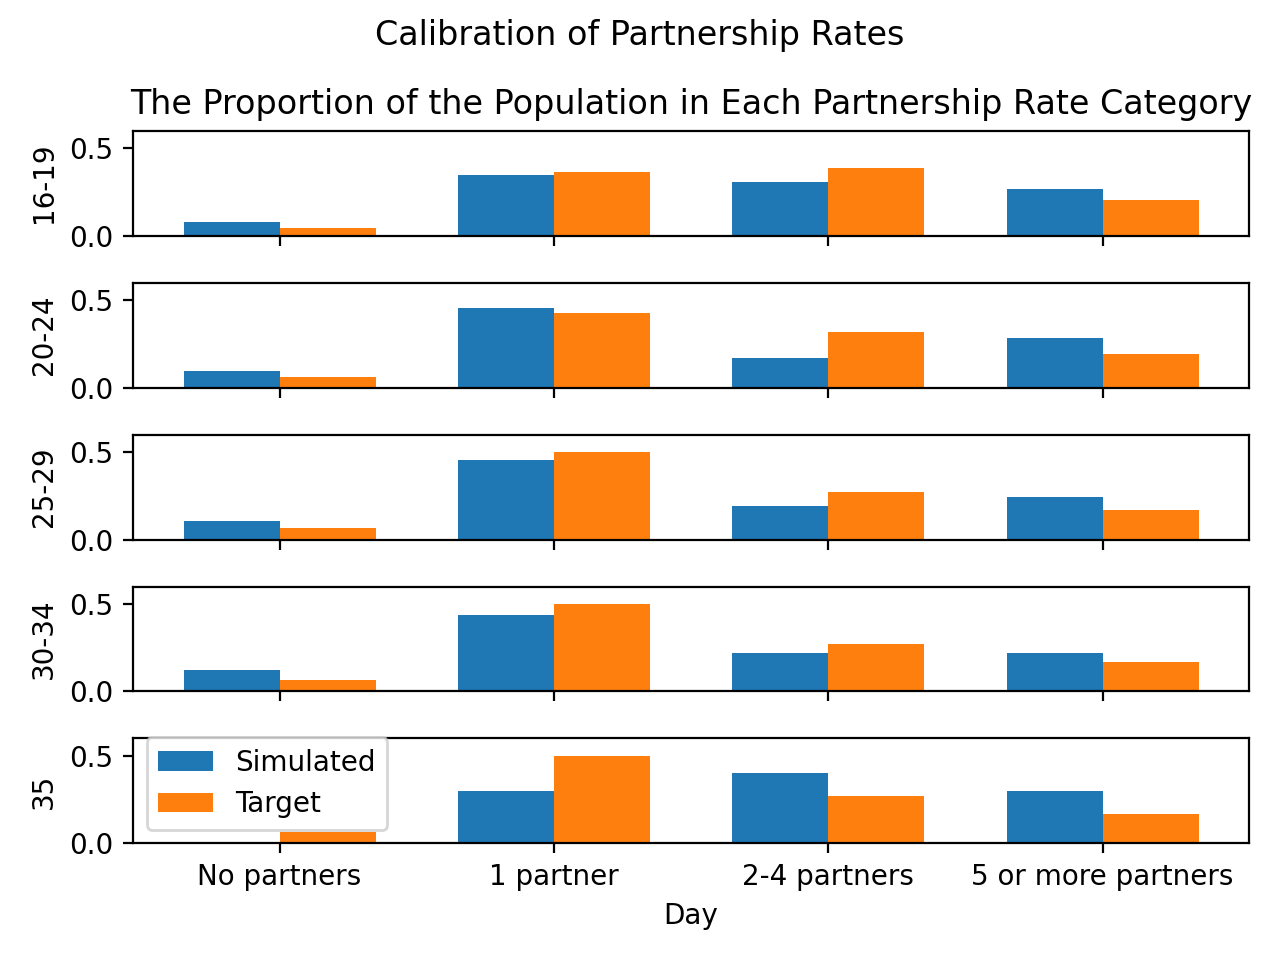 Calibration of Partnership Rates
The Proportion of the Population in Each Partnership Rate Category
16-19
0.5
0.0
20-24
0.5
0.0
25-29
0.5
0.0
30-34
0.5
0.0
35
0.5
0.0
Simulated
Target
No partners
1 partner
2-4 partners
5 or more partners
Day